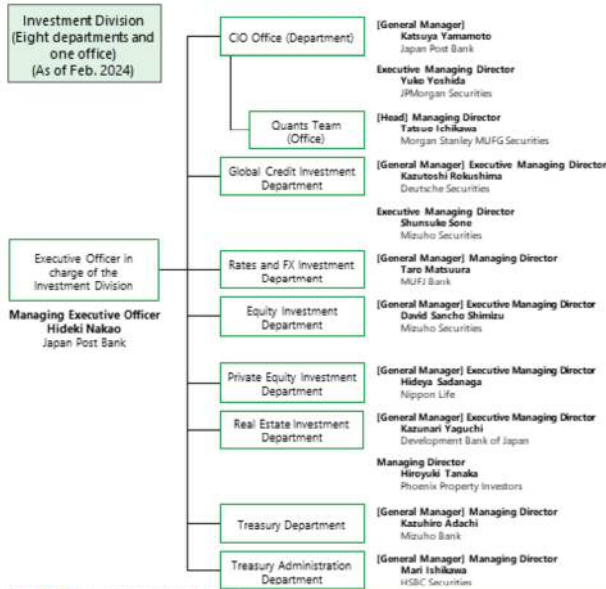 Investment Division
(Eight departments and
one office)
(As of Feb. 2024)
Executive Officer in
charge of the
Investment Division
Managing Executive Officer
Hideki Nakao
Japan Post Bank
CIO Office (Department)
[General Manager]
Katsuya Yamamoto
Japan Post Bank
Executive Managing Director
Yuko Yoshida
JPMorgan Securities
Quants Team
(Office)
[Head] Managing Director
Tatsuo Ichikawa
Morgan Stanley MUFG Securities
Global Credit Investment
Department
[General Manager] Executive Managing Director
Kazutoshi Rokushima
Deutsche Securities
Executive Managing Director
Shunsuke Sone
Mizuho Securities
Rates and FX Investment
Department
[General Manager] Managing Director
Taro Matsuura
MUFJ Bank
Equity Investment
Department
[General Manager] Executive Managing Director
David Sancho Shimizu
Mizuho Securities
Private Equity Investment
Department
[General Manager] Executive Managing Director
Hideya Sadanaga
Nippon Life
Real Estate Investment
Department
[General Manager] Executive Managing Director
Kazunari Yaguchi
Development Bank of Japan
Managing Director
Hiroyuki Tanaka
Phoenix Property Investors
Treasury Department
[General Manager] Managing Director
Kazuhiro Adachi
Mizuho Bank
Treasury Administration
Department
[General Manager] Managing Director
Mari Ishikawa
HSBC Securities